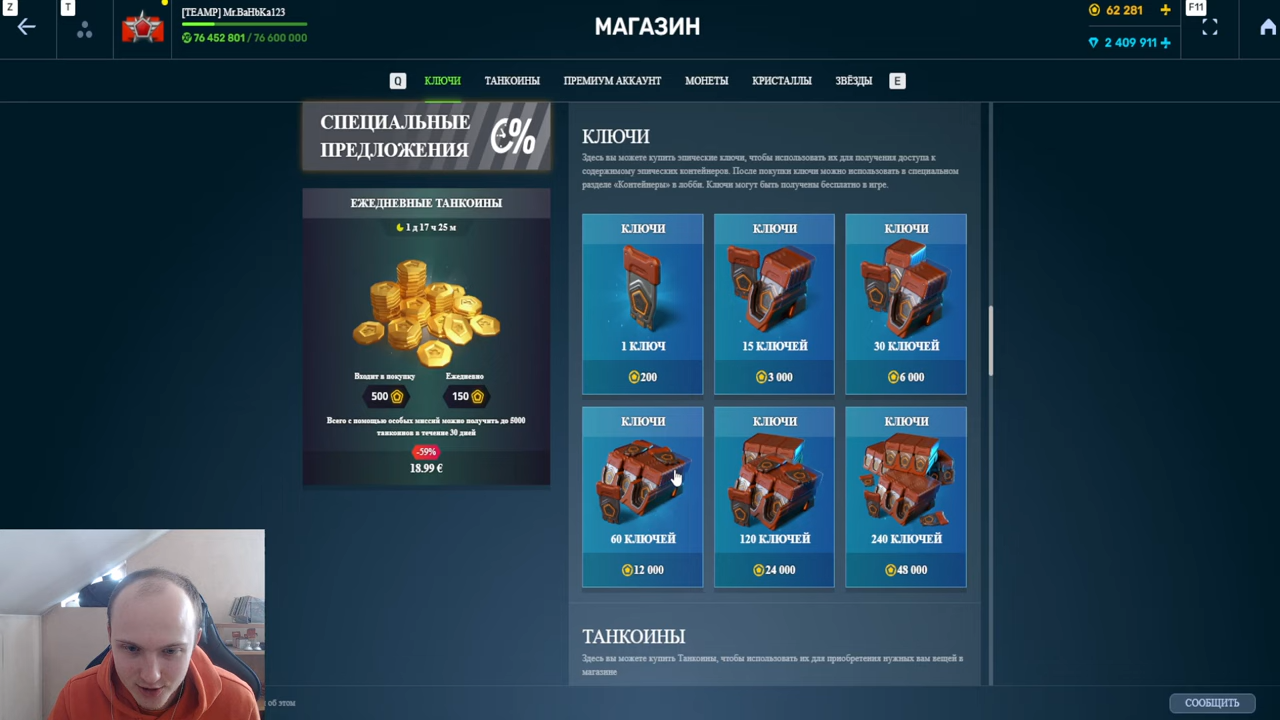 Z
T
[TEAMP] Mr.BaHbKa123
76 452 801 / 76 600 000
МАГАЗИН
62 281
2 409 911
F11
Q
КЛЮЧИ
ТАНКОИНЫ
ПРЕМИУМ АККАУНТ
МОНЕТЫ
КРИСТАЛЛЫ
ЗВЁЗДЫ
E
СПЕЦИАЛЬНЫЕ
ПРЕДЛОЖЕНИЯ
%
ЕЖЕДНЕВНЫЕ ТАНКОИНЫ
1 д 17 ч 25 м
Входит в покупку
Ежедневно
500
150
Всего с помощью особых миссий можно получить до 5000
танкоинов в течение 30 дней
-59%
18.99 €
КЛЮЧИ
Здесь вы можете купить эпические ключи, чтобы использовать их для получения доступа к
содержимому эпических контейнеров. После покупки ключи можно использовать в специальном
разделе «Контейнеры» в лобби. Ключи могут быть получены бесплатно в игре.
КЛЮЧИ
КЛЮЧИ
КЛЮЧИ
1 КЛЮЧ
15 КЛЮЧЕЙ
30 КЛЮЧЕЙ
200
3 000
6 000
КЛЮЧИ
КЛЮЧИ
КЛЮЧИ
60 КЛЮЧЕЙ
120 КЛЮЧЕЙ
240 КЛЮЧЕЙ
12 000
24 000
48 000
ТАНКОИНЫ
Здесь вы можете купить Танкоины, чтобы использовать их для приобретения нужных вам вещей в
магазине
об этом
СООБЩИТЬ